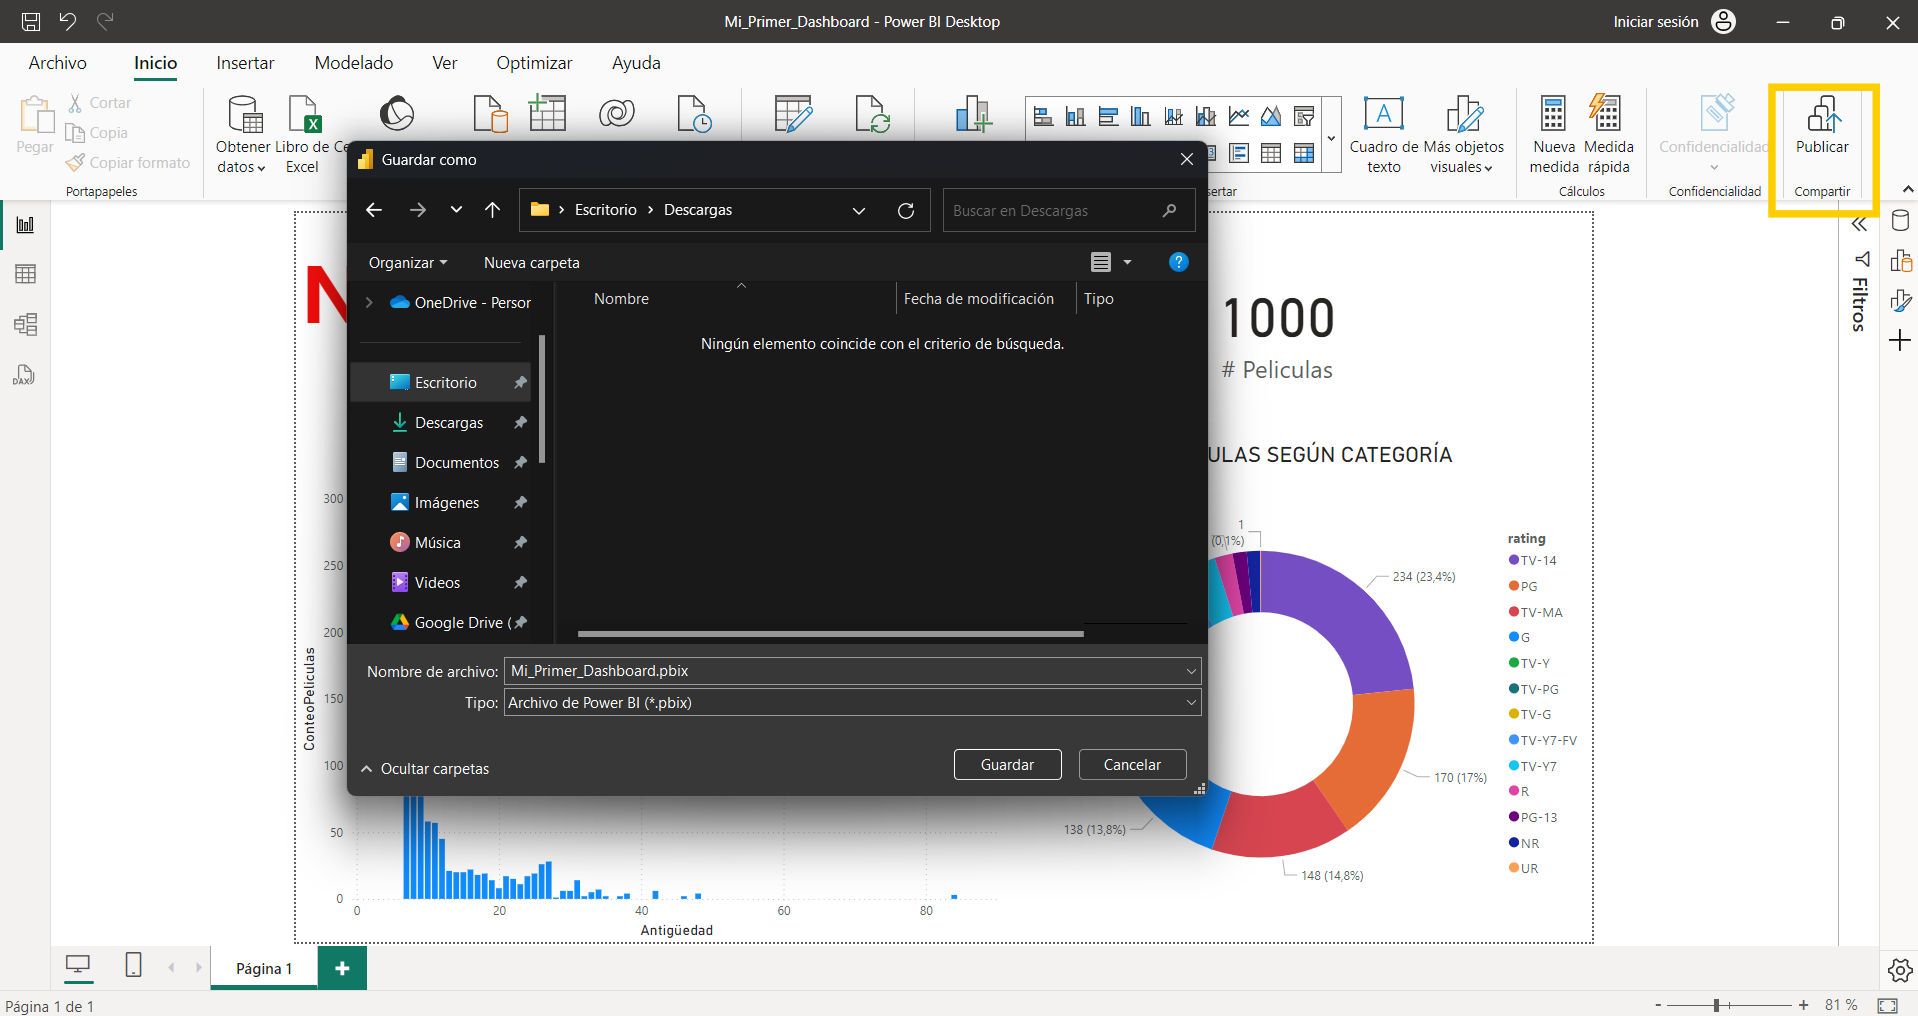 Mi_Primer_Dashboard - Power BI Desktop
Iniciar sesión
Archivo
Inicio
Insertar
Modelado
Ver
Optimizar
Ayuda
Pegar
Cortar
Copia
Copiar formato
Portapapeles
Obtener
datos
Libro de
Excel
Cuadro de
texto
Más objetos
visuales
Nueva
medida
Medida
rápida
Cálculos
Confidencialidad
Confidencialidad
Publicar
Compartir
Guardar como
Escritorio
Descargas
Buscar en Descargas
Organizar
Nueva carpeta
OneDrive - Person
Escritorio
Descargas
Documentos
Imágenes
Música
Videos
Google Drive (
Nombre
Fecha de modificación
Tipo
Ningún elemento coincide con el criterio de búsqueda.
Nombre de archivo:
Mi_Primer_Dashboard.pbix
Tipo:
Archivo de Power BI (*.pbix)
Ocultar carpetas
Guardar
Cancelar
N
1000
# Peliculas
ULAS SEGÚN CATEGORÍA
Filtros
ConteoPeliculas
300
250
200
150
100
50
0
0
20
40
60
80
Antigüedad
1
(0,1%)
234 (23,4%)
170 (17%)
148 (14,8%)
138 (13,8%)
rating
TV-14
PG
TV-MA
G
TV-Y
TV-PG
TV-G
TV-Y7-FV
TV-Y7
R
PG-13
NR
UR
DAX
Página 1
Página 1 de 1
- + 81 %